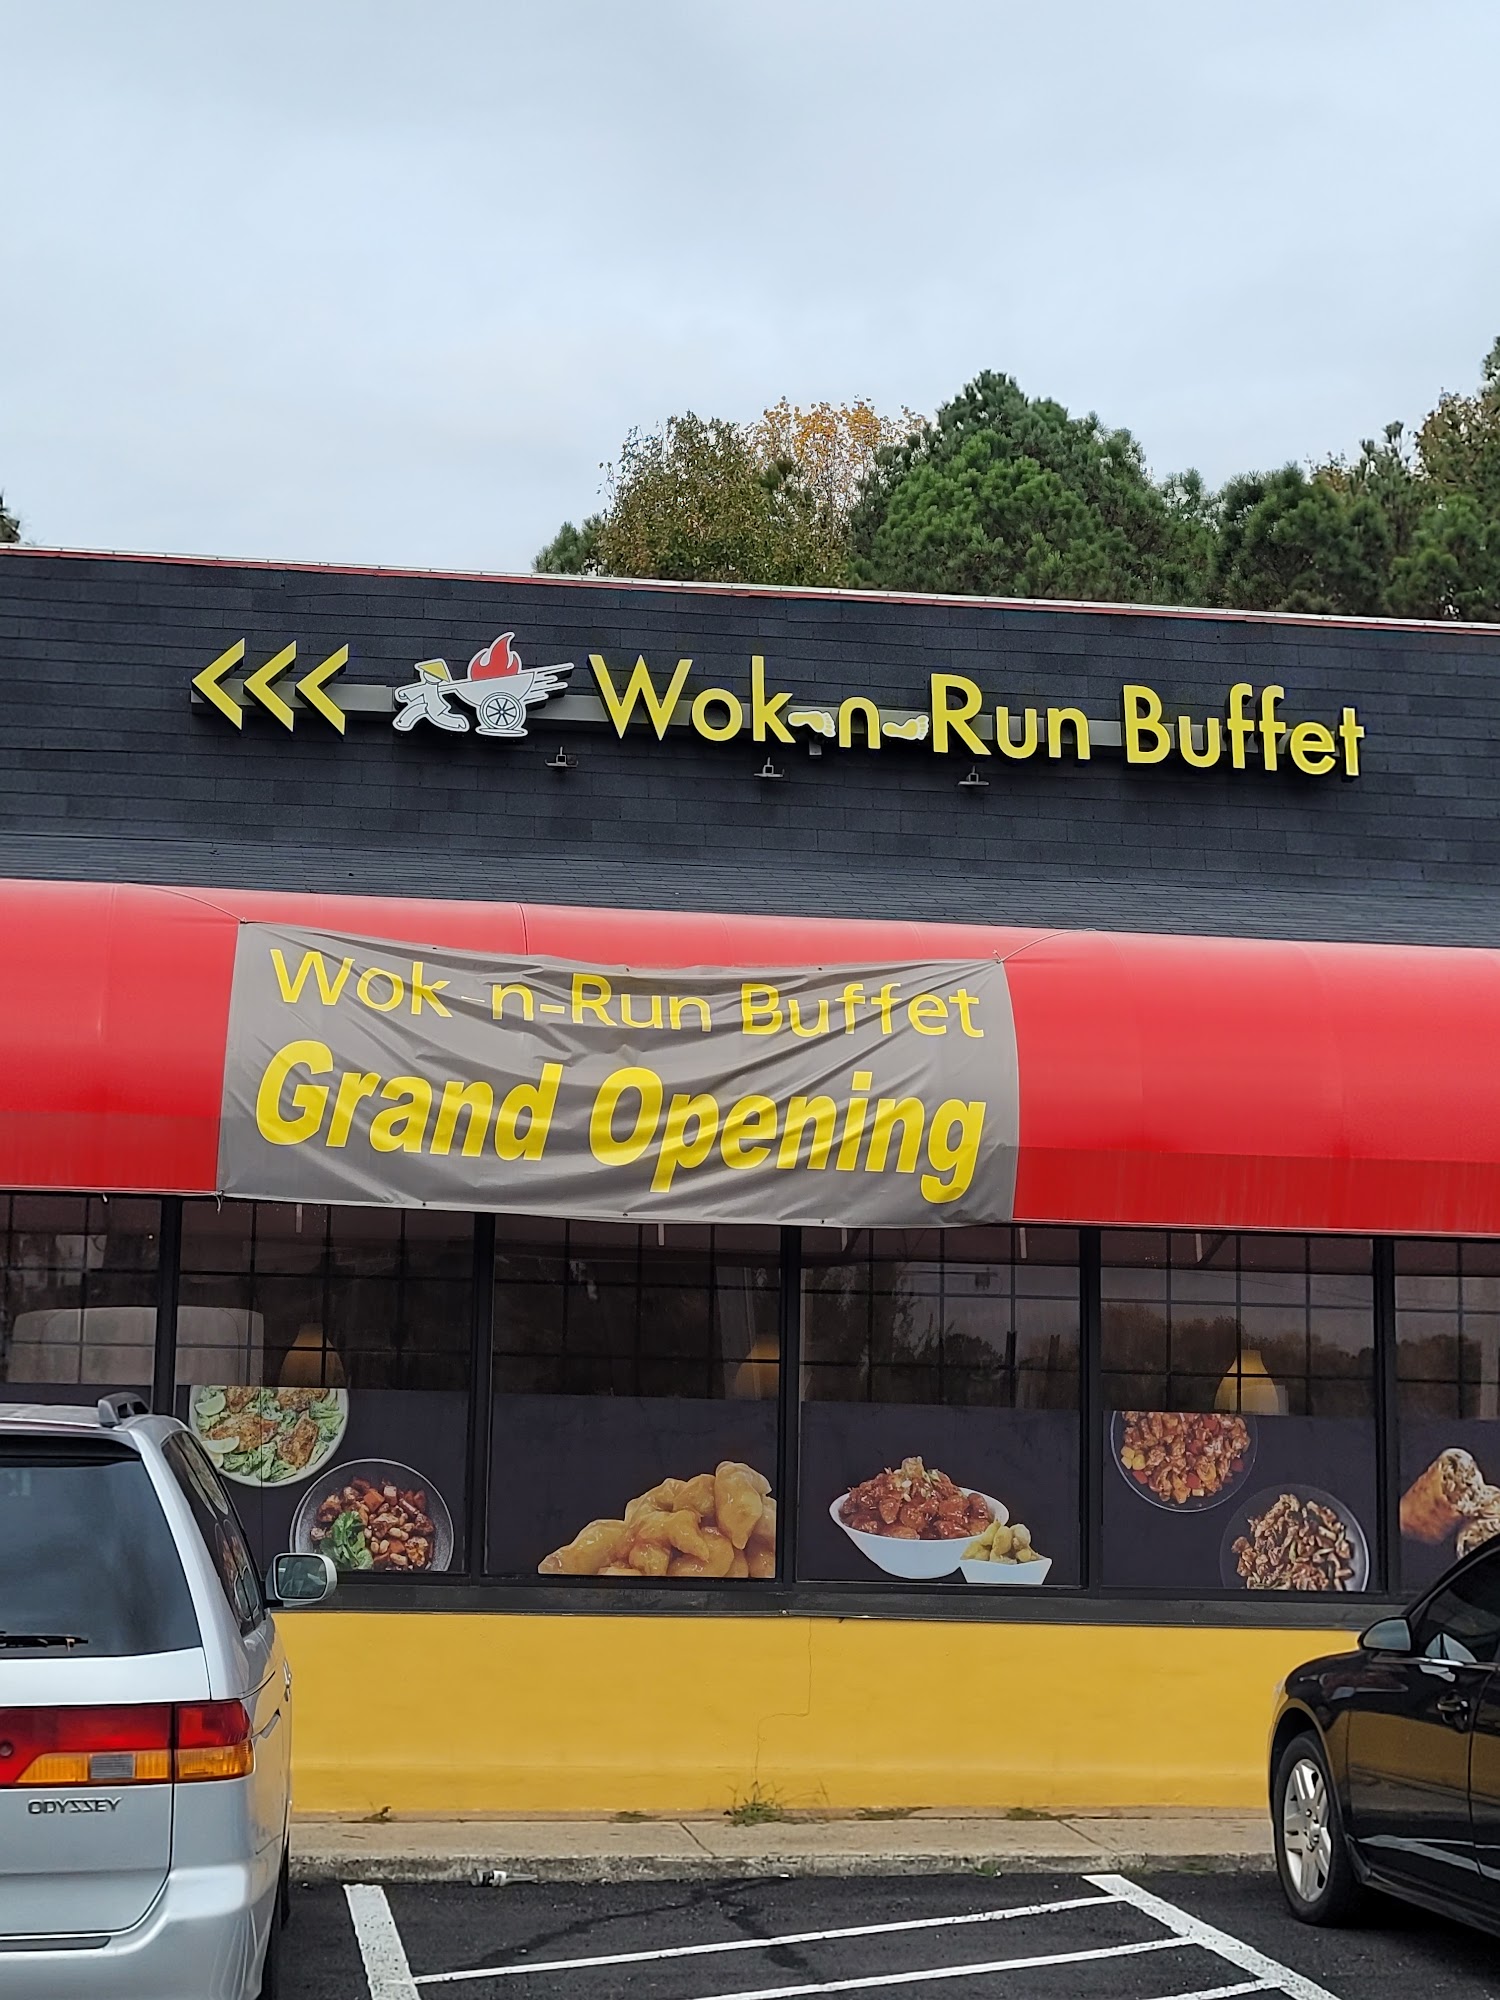 <<< Wok-n-Run Buffet
Wok-n-Run Buffet
Grand Opening
ODYSSEY